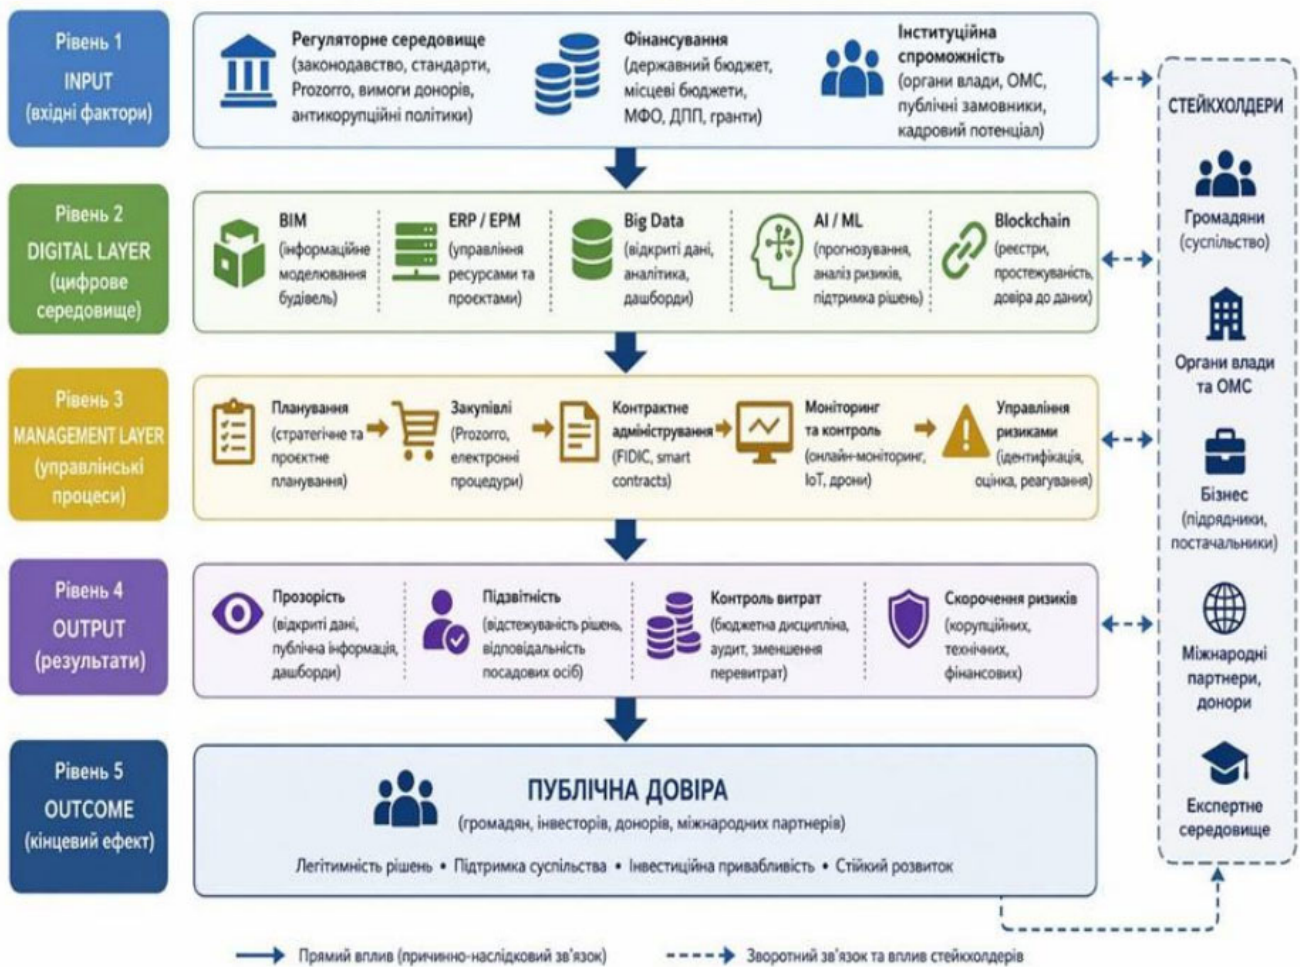 Рівень 1
INPUT
(вхідні фактори)
Регуляторне середовище
(законодавство, стандарти,
Prozorro, вимоги донорів,
антикорупційні політики)
Фінансування
(державний бюджет,
місцеві бюджети,
МФО, ДПП, гранти)
Інституційна
спроможність
(органи влади, ОМС,
публічні замовники,
кадровий потенціал)
Рівень 2
DIGITAL LAYER
(цифрове
середовище)
BIM
(інформаційне
моделювання
будівель)
ERP / EPM
(управління
ресурсами та
проєктами)
Big Data
(відкриті дані,
аналітика,
дашборди)
AI / ML
(прогнозування,
аналіз ризиків,
підтримка рішень)
Blockchain
(реєстри,
простежуваність,
довіра до даних)
Рівень 3
MANAGEMENT LAYER
(управлінські
процеси)
Планування
(стратегічне та
проєктне
планування)
Закупівлі
(Prozorro,
електронні
процедури)
Контрактне
адміністрування
(FIDIC, smart
contracts)
Моніторинг
та контроль
(онлайн-моніторинг,
IoT, дрони)
Управління
ризиками
(ідентифікація,
оцінка, реагування)
Рівень 4
OUTPUT
(результати)
Прозорість
(відкриті дані,
публічна інформація,
дашборди)
Підзвітність
(відстежуваність рішень,
відповідальність
посадових осіб)
Контроль витрат
(бюджетна дисципліна,
аудит, зменшення
перевитрат)
Скорочення ризиків
(корупційних,
технічних,
фінансових)
Рівень 5
OUTCOME
(кінцевий ефект)
ПУБЛІЧНА ДОВІРА
(громадян, інвесторів, донорів, міжнародних партнерів)
Легітимність рішень • Підтримка суспільства • Інвестиційна привабливість • Стійкий розвиток
СТЕЙКХОЛДЕРИ
Громадяни
(суспільство)
Органи влади
та ОМС
Бізнес
(підрядники,
постачальники)
Міжнародні
партнери,
донори
Експертне
середовище
Прямий вплив (причинно-наслідковий зв'язок)
Зворотний зв'язок та вплив стейкхолдерів